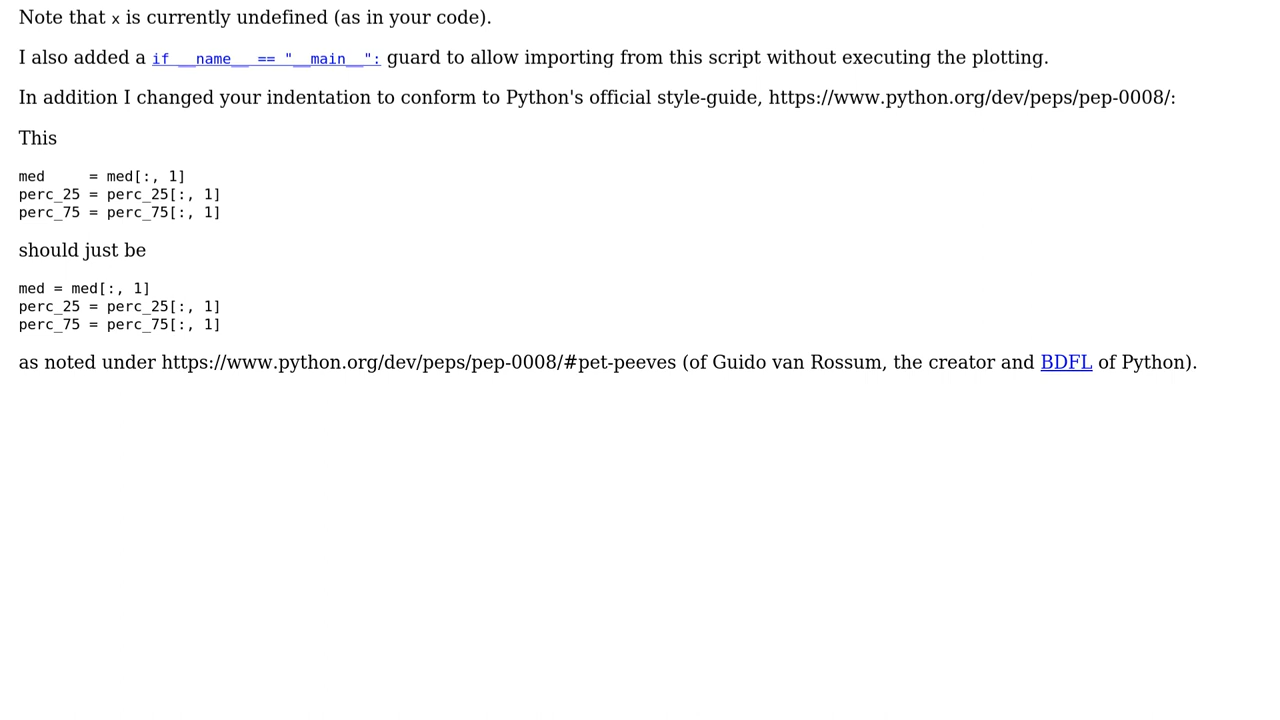 Note that x is currently undefined (as in your code).
I also added a if __name__ == "__main__": guard to allow importing from this script without executing the plotting.
In addition I changed your indentation to conform to Python's official style-guide, https://www.python.org/dev/peps/pep-0008/:
This
med     = med[:, 1]
perc_25 = perc_25[:, 1]
perc_75 = perc_75[:, 1]
should just be
med = med[:, 1]
perc_25 = perc_25[:, 1]
perc_75 = perc_75[:, 1]
as noted under https://www.python.org/dev/peps/pep-0008/#pet-peeves (of Guido van Rossum, the creator and BDFL of Python).